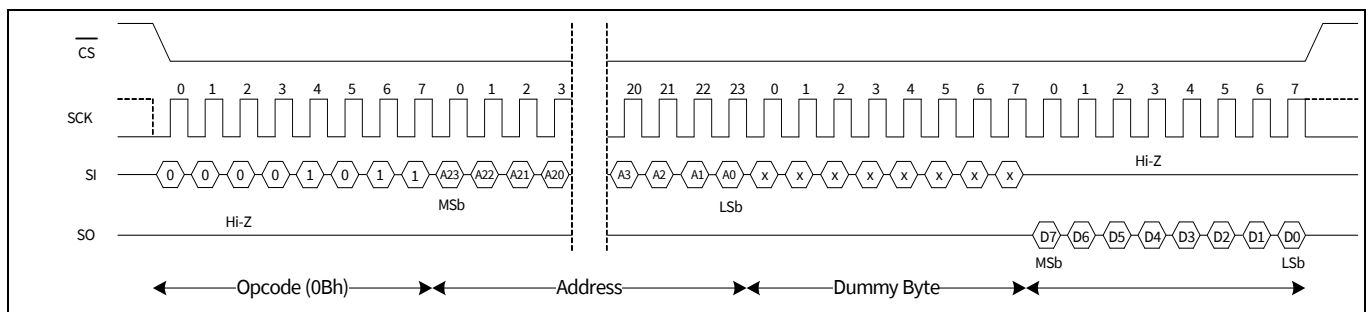 CS
0 1 2 3 4 5 6 7 0 1 2 3 20 21 22 23 0 1 2 3 4 5 6 7 0 1 2 3 4 5 6 7
SCK
Hi-Z
SI 0 0 0 0 1 0 1 1 A23 A22 A21 A20 A3 A2 A1 A0 x x x x x x x x
MSb LSb
Hi-Z
SO D7 D6 D5 D4 D3 D2 D1 D0
MSb LSb
Opcode (0Bh) Address Dummy Byte